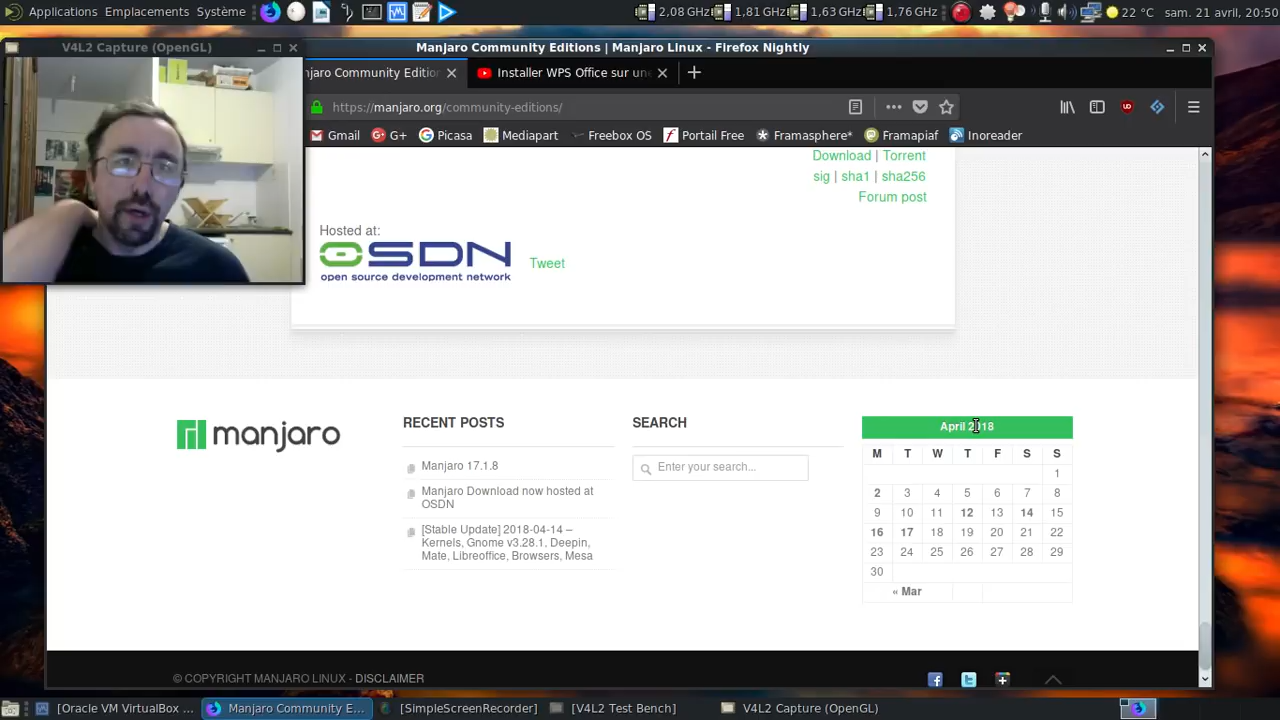 Applications Emplacements Système 2,08 GHz 1,81 GHz 1,63 GHz 1,76 GHz 22 °C sam. 21 avril, 20:50
V4L2 Capture (OpenGL)
Manjaro Community Editions | Manjaro Linux - Firefox Nightly
njaro Community Editio
Installer WPS Office sur un
https://manjaro.org/community-editions/
Gmail G+ Picasa Mediapart Freebox OS Portail Free Framasphere* Framapiaf Inoreader
Download | Torrent
sig | sha1 | sha256
Forum post
Hosted at:
OSDN
open source development network
Tweet
manjaro
RECENT POSTS
Manjaro 17.1.8
Manjaro Download now hosted at
OSDN
[Stable Update] 2018-04-14 –
Kernels, Gnome v3.28.1, Deepin,
Mate, Libreoffice, Browsers, Mesa
SEARCH
Enter your search...
April 2018
M T W T F S S
1
2 3 4 5 6 7 8
9 10 11 12 13 14 15
16 17 18 19 20 21 22
23 24 25 26 27 28 29
30
« Mar
© COPYRIGHT MANJARO LINUX - DISCLAIMER
[Oracle VM VirtualBox ... Manjaro Community E... [SimpleScreenRecorder] [V4L2 Test Bench] V4L2 Capture (OpenGL)